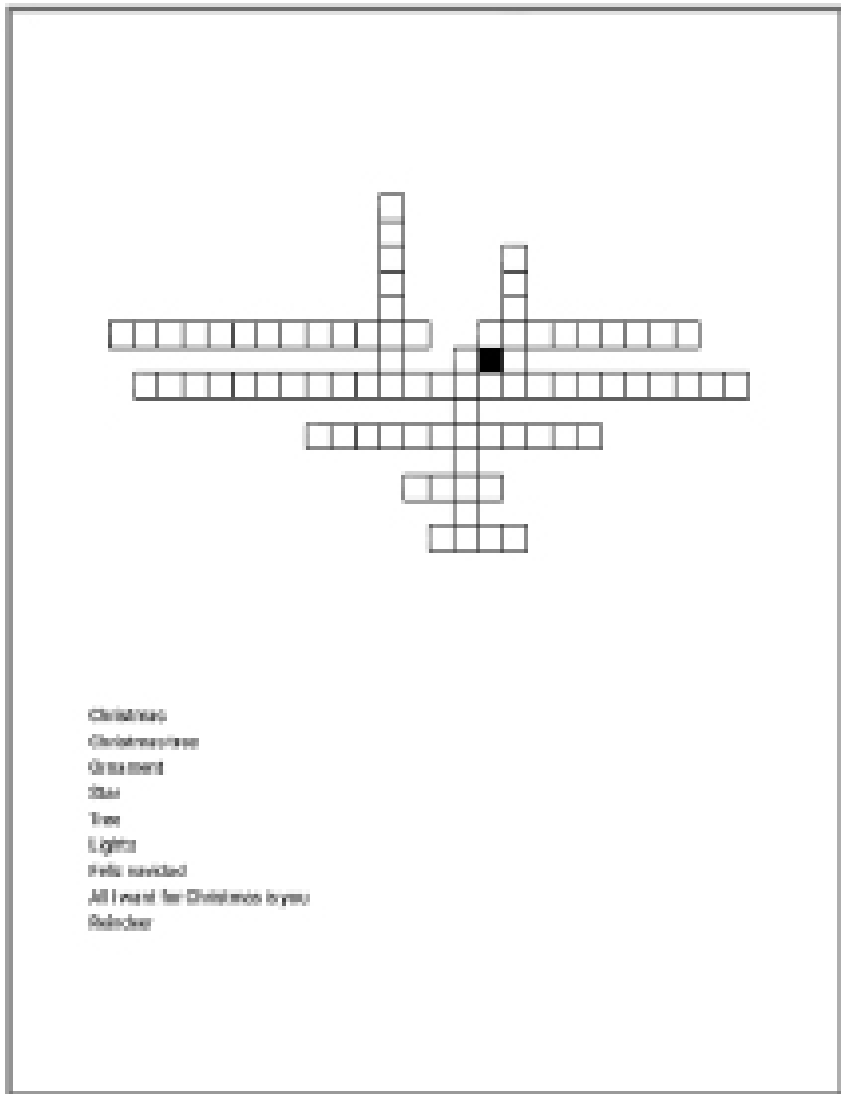 Christmas
Christmas tree
Ornament
Star
Tree
Lights
Feliz navidad
All I want for Christmas is you
Reindeer